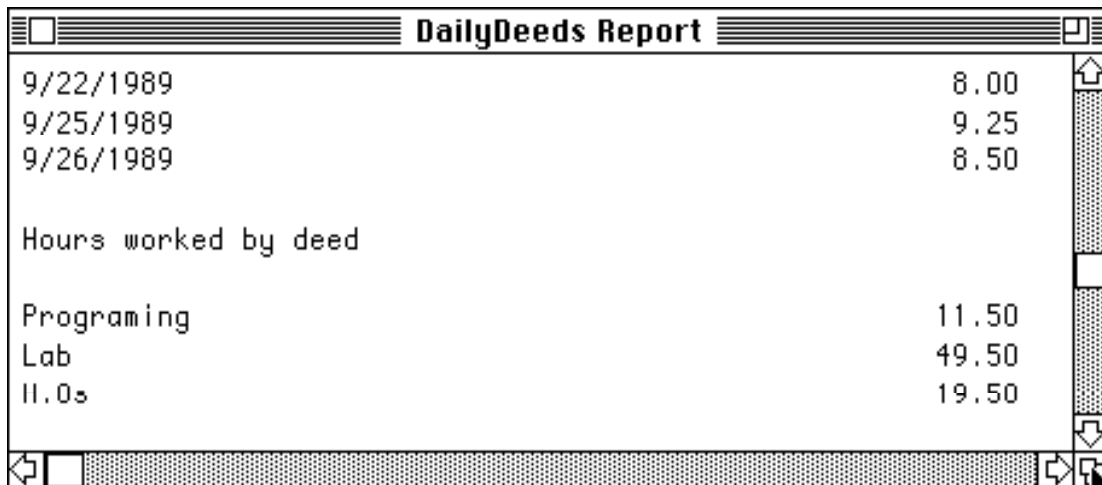 DailyDeeds Report
9/22/1989 8.00
9/25/1989 9.25
9/26/1989 8.50
Hours worked by deed
Programing 11.50
Lab 49.50
19.50